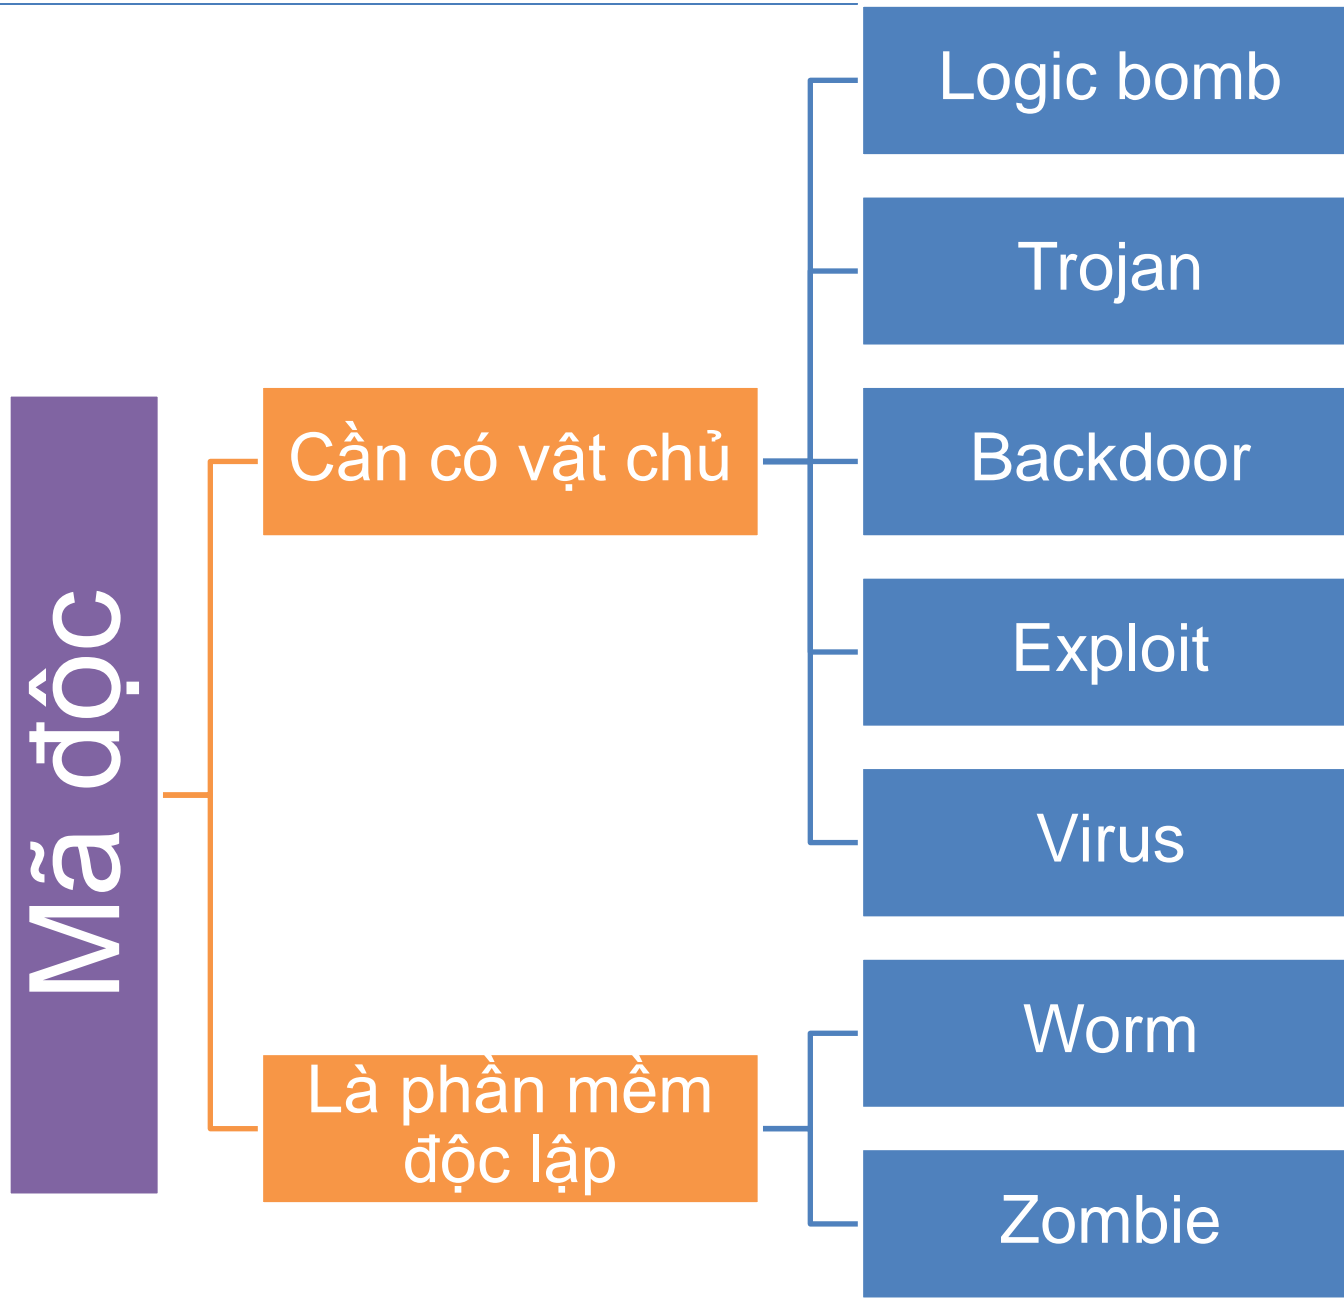 Mã độc
Cần có vật chủ
Logic bomb
Trojan
Backdoor
Exploit
Virus
Là phần mềm
độc lập
Worm
Zombie